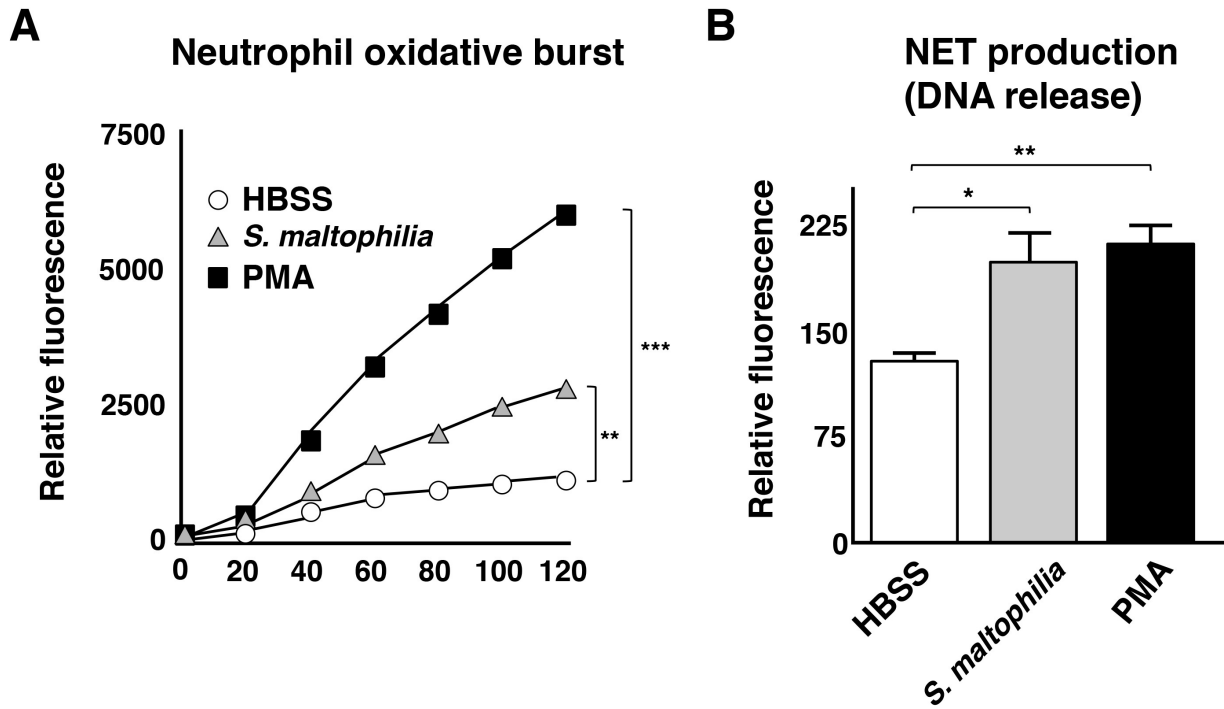 A
Neutrophil oxidative burst
Relative fluorescence
7500
5000
2500
0
HBSS
S. maltophilia
PMA
***
**
0 20 40 60 80 100 120
B
NET production
(DNA release)
**
*
Relative fluorescence
225
150
75
0
HBSS
S. maltophilia
PMA